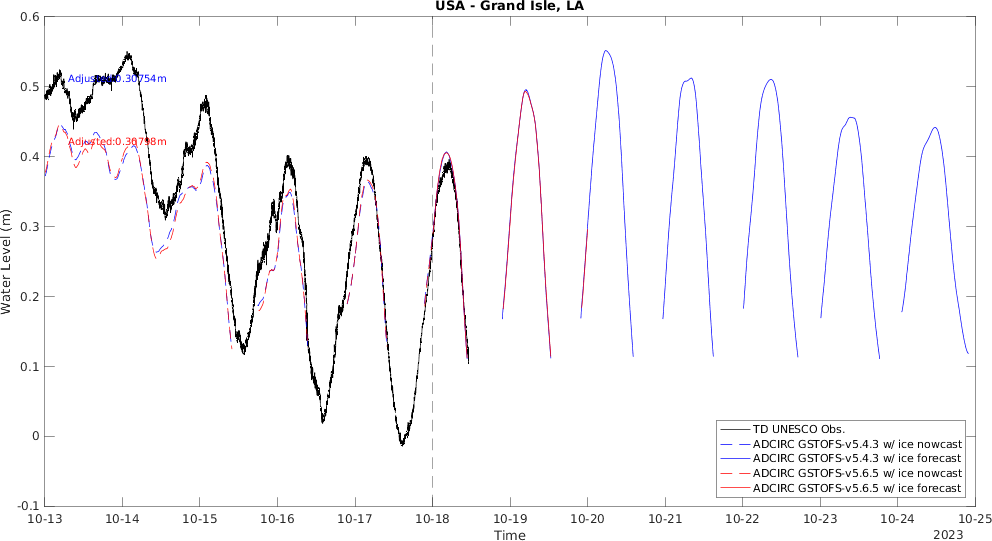 USA - Grand Isle, LA
0.6
0.5
0.4
0.3
0.2
0.1
0
-0.1
Water Level (m)
Adjusted:0.30754m
Adjusted:0.30798m
TD UNESCO Obs.
ADCIRC GSTOFS-v5.4.3 w/ ice nowcast
ADCIRC GSTOFS-v5.4.3 w/ ice forecast
ADCIRC GSTOFS-v5.6.5 w/ ice nowcast
ADCIRC GSTOFS-v5.6.5 w/ ice forecast
10-13 10-14 10-15 10-16 10-17 10-18 10-19 10-20 10-21 10-22 10-23 10-24 10-25
Time
2023